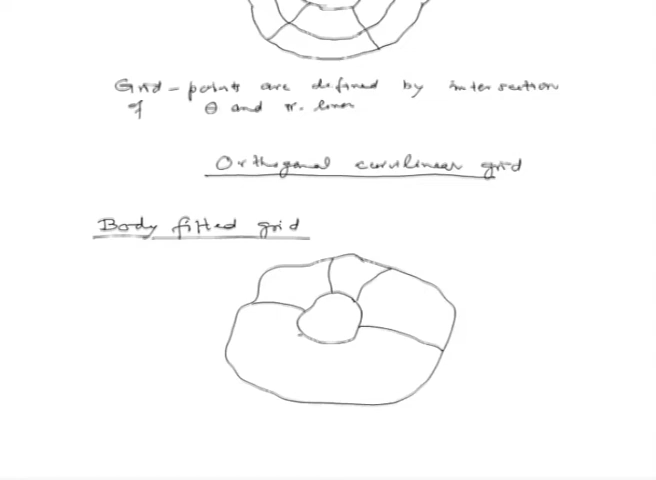 Grid-points are defined by intersection
of θ and r. lines
Orthogonal curvilinear grid
Body fitted grid